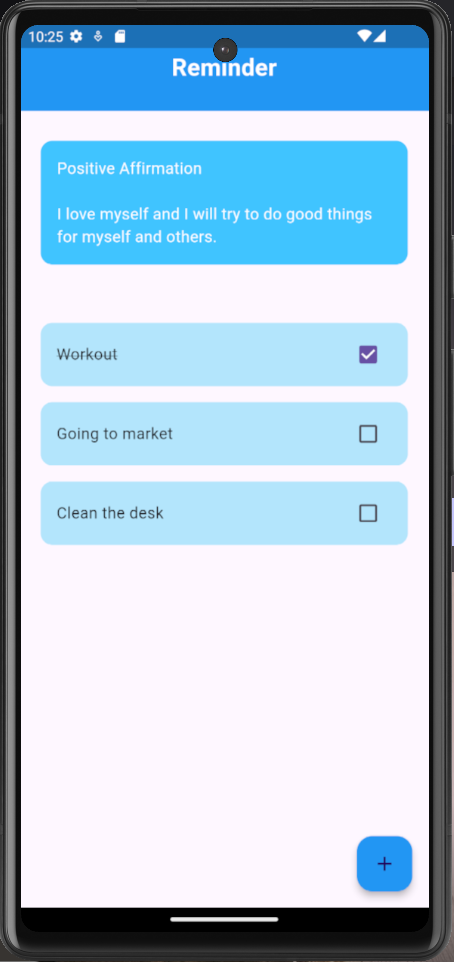 10:25
Reminder
Positive Affirmation
I love myself and I will try to do good things
for myself and others.
Workout
Going to market
Clean the desk
+